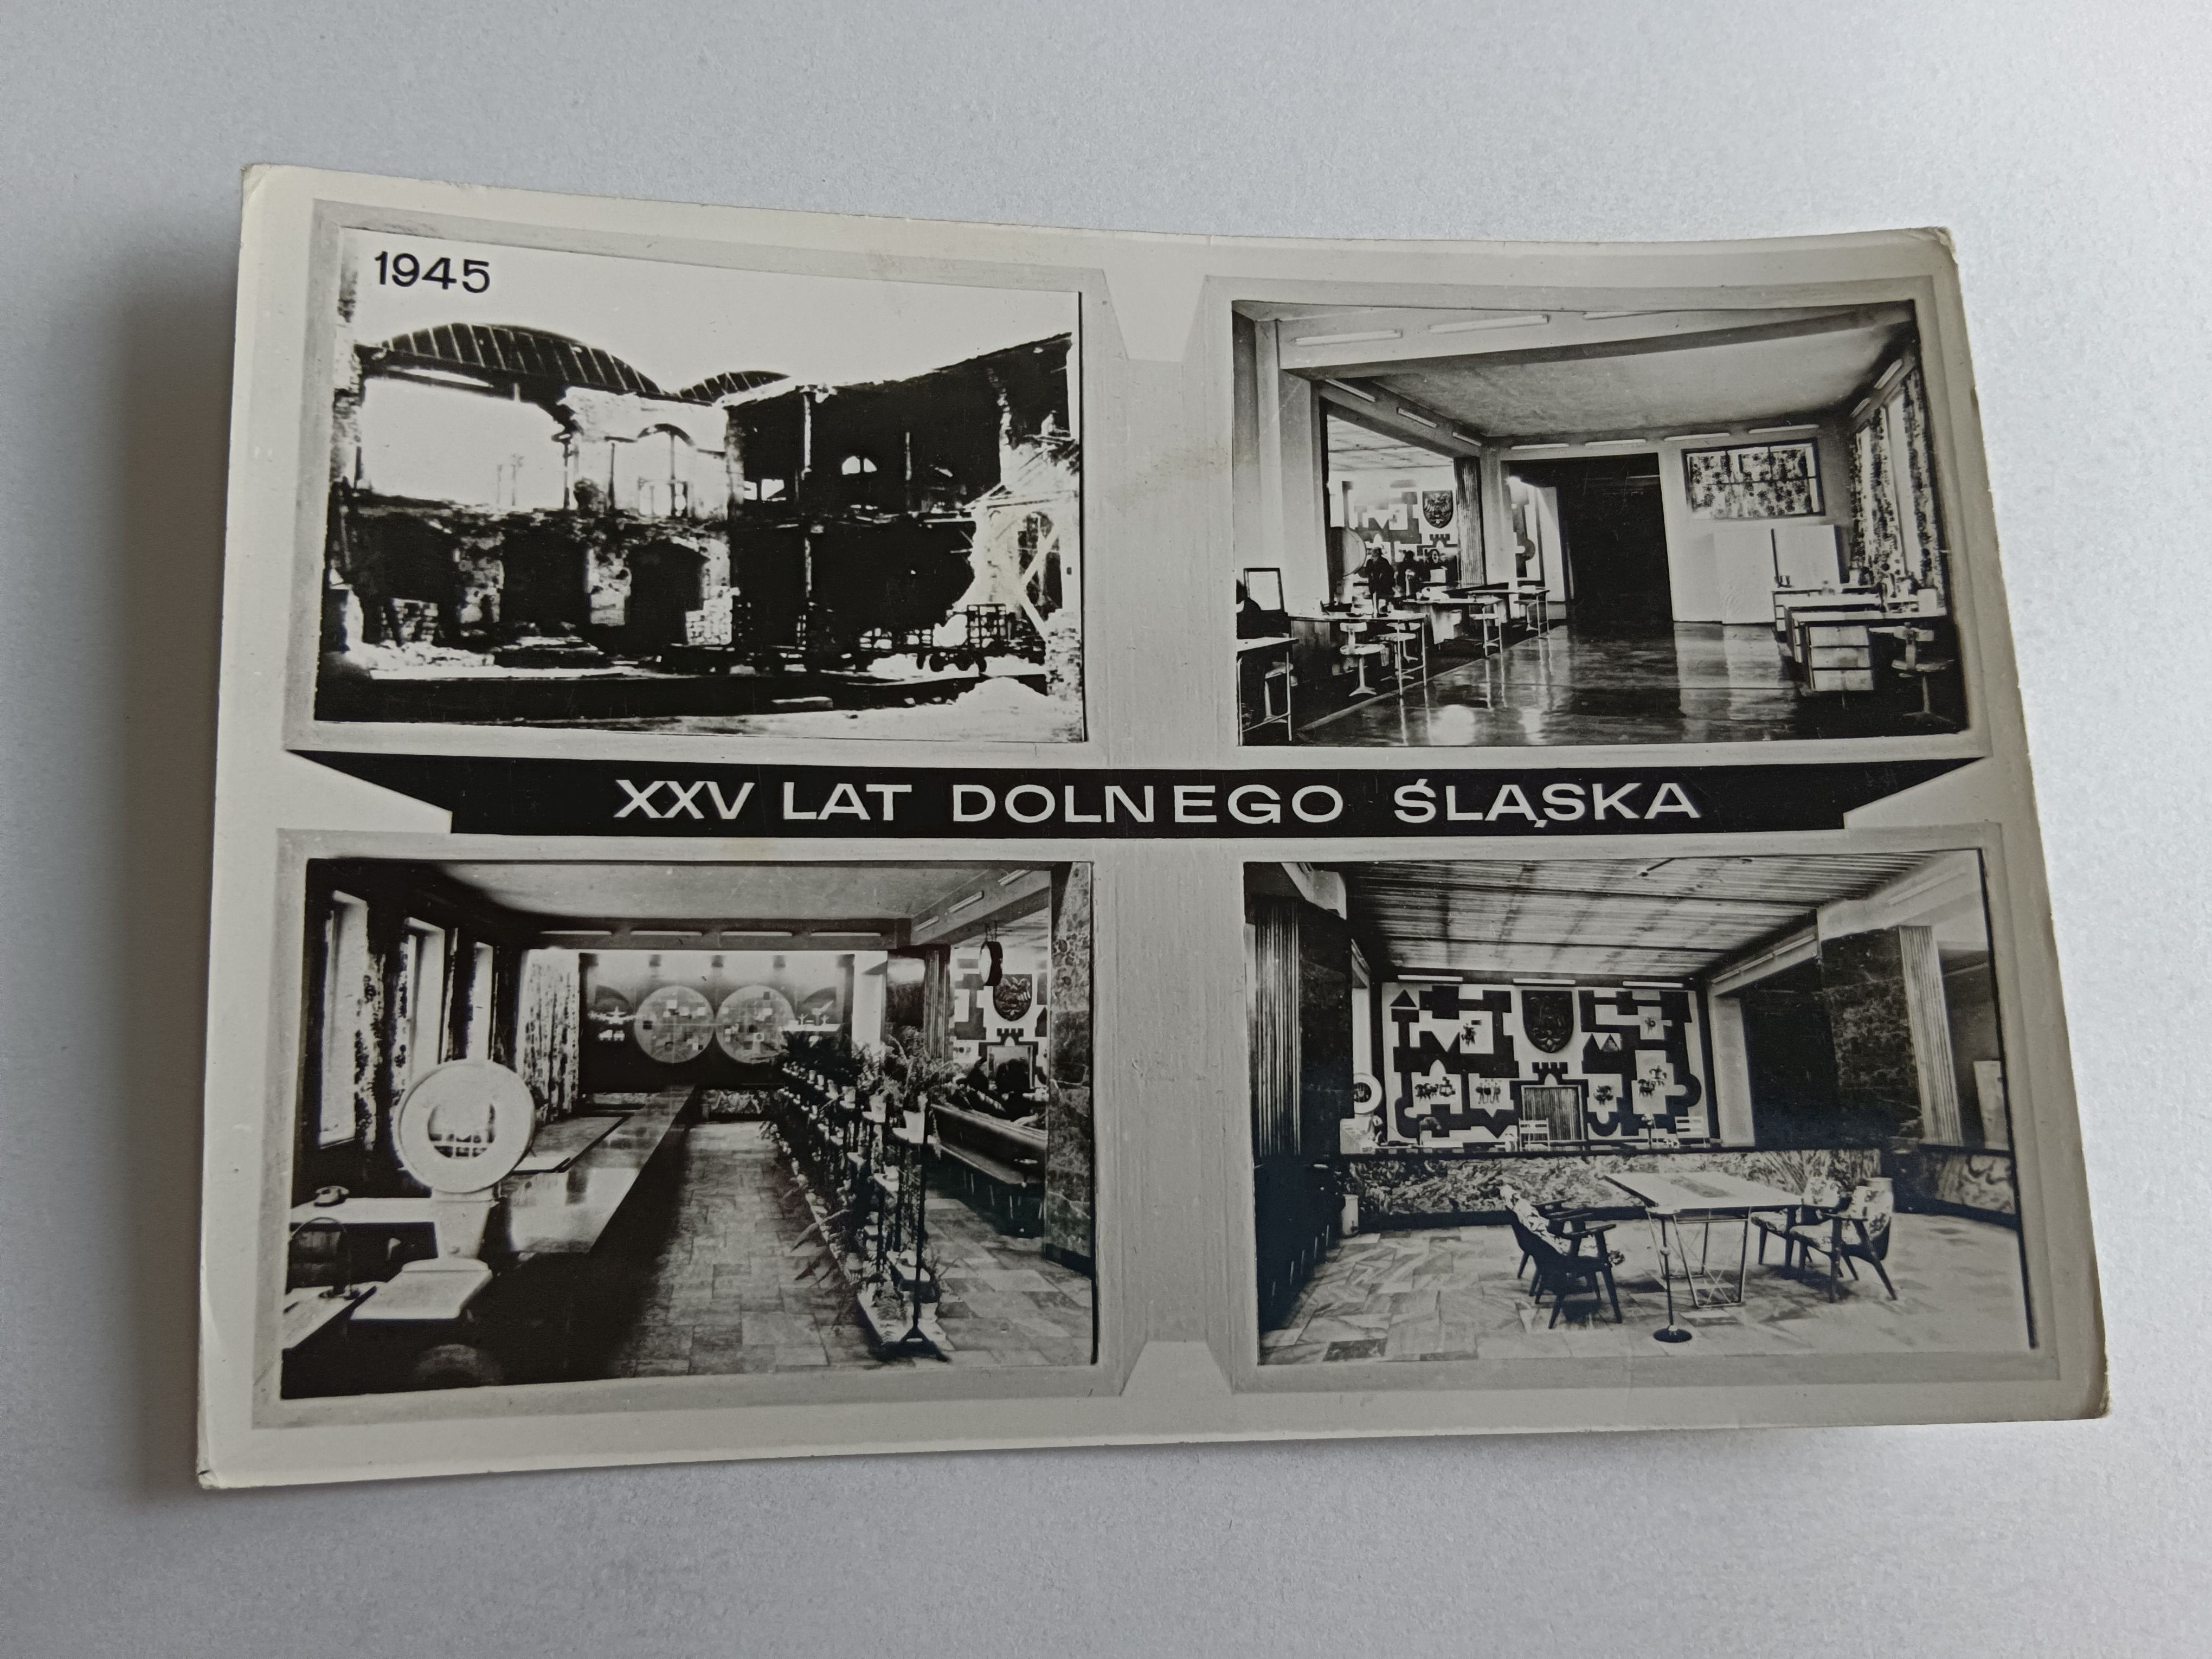 1945
XXV LAT DOLNEGO ŚLĄSKA